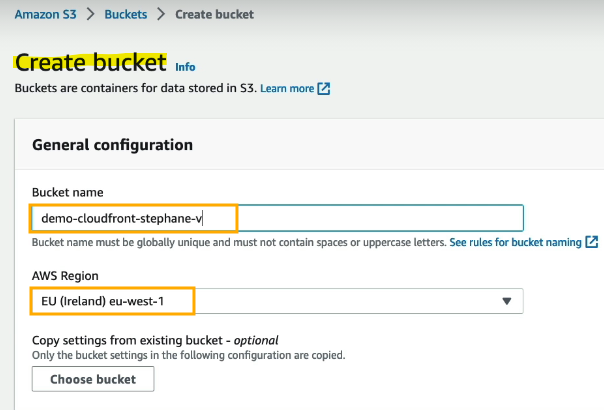 Amazon S3 > Buckets > Create bucket
Create bucket Info
Buckets are containers for data stored in S3. Learn more
General configuration
Bucket name
demo-cloudfront-stephane-v
Bucket name must be globally unique and must not contain spaces or uppercase letters. See rules for bucket naming
AWS Region
EU (Ireland) eu-west-1
Copy settings from existing bucket - optional
Only the bucket settings in the following configuration are copied.
Choose bucket